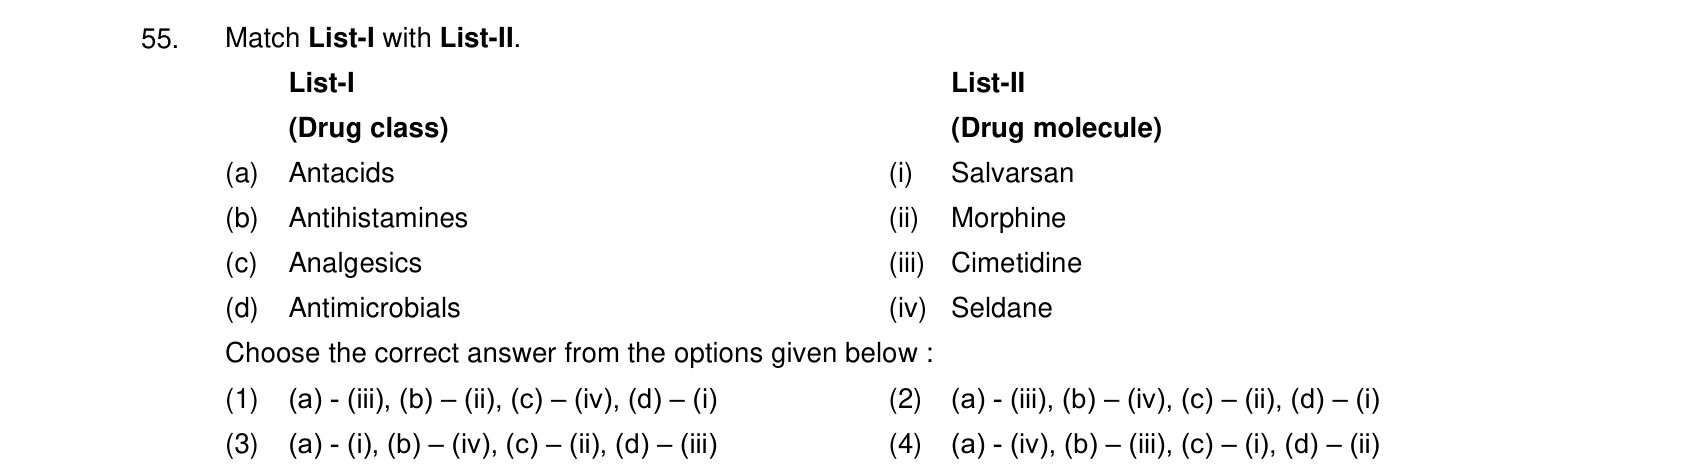 55. Match List-I with List-II.
List-I List-II
(Drug class) (Drug molecule)
(a) Antacids (i) Salvarsan
(b) Antihistamines (ii) Morphine
(c) Analgesics (iii) Cimetidine
(d) Antimicrobials (iv) Seldane
Choose the correct answer from the options given below :
(1) (a) - (iii), (b) – (ii), (c) – (iv), (d) – (i) (2) (a) - (iii), (b) – (iv), (c) – (ii), (d) – (i)
(3) (a) - (i), (b) – (iv), (c) – (ii), (d) – (iii) (4) (a) - (iv), (b) – (iii), (c) – (i), (d) – (ii)